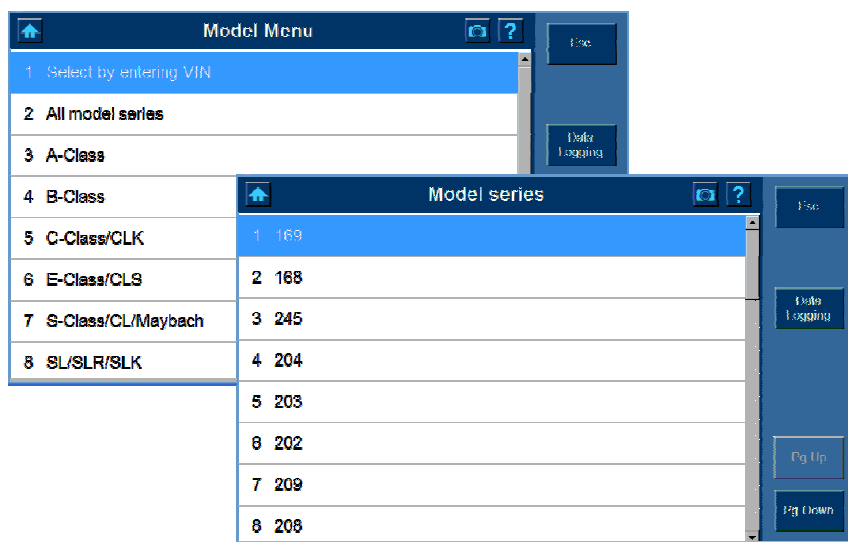 Model Menu
?
Esc
1 Select by entering VIN
2 All model series
3 A-Class
4 B-Class
5 C-Class/CLK
6 E-Class/CLS
7 S-Class/CL/Maybach
8 SL/SLR/SLK
Data
Logging
Model series
?
Esc
1 169
2 168
3 245
4 204
5 203
6 202
7 209
8 208
Data
Logging
Pg Up
Pg Down